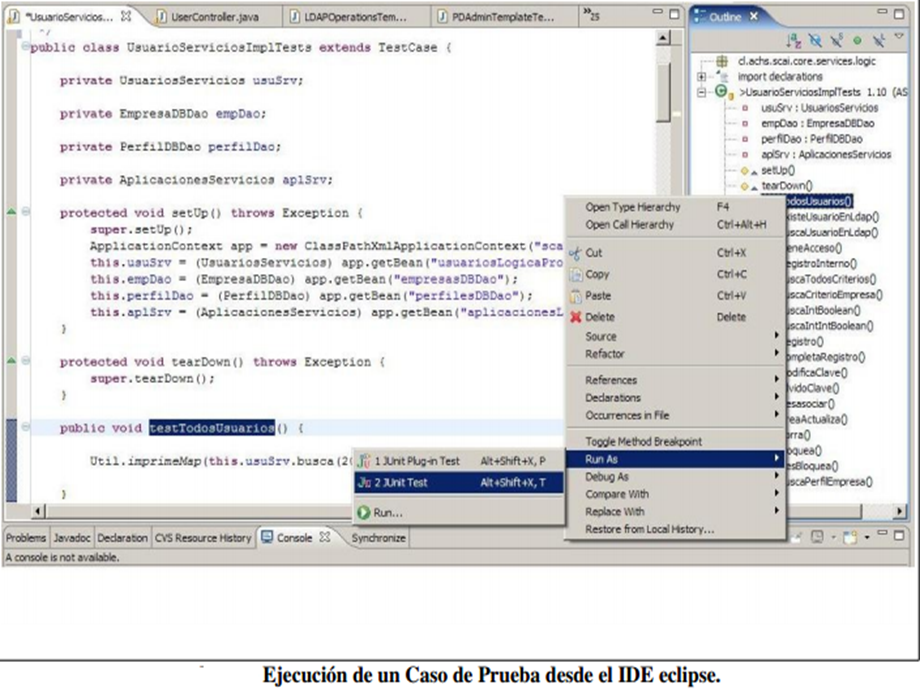 *UsuarioServicios...
UserController.java
LDAPOperationsTem...
PDAdminTemplateTe...
»25
Outline
*/
public class UsuarioServiciosImplTests extends TestCase {
private UsuariosServicios usuSrv;
private EmpresaDBDao empDao;
private PerfilDBDao perfilDao;
private AplicacionesServicios aplSrv;
protected void setUp() throws Exception {
super.setUp();
ApplicationContext app = new ClassPathXmlApplicationContext("sca
this.usuSrv = (UsuariosServicios) app.getBean("usuariosLogicaPro
this.empDao = (EmpresaDBDao) app.getBean("empresasDBDao");
this.perfilDao = (PerfilDBDao) app.getBean("perfilesDBDao");
this.aplSrv = (AplicacionesServicios) app.getBean("aplicacionesL
}
protected void tearDown() throws Exception {
super.tearDown();
}
public void testTodosUsuarios() {
Util.imprimeMap(this.usuSrv.busca(20
}
cl.achs.scai.core.services.logic
import declarations
>UsuarioServiciosImplTests 1.10 (AS
usuSrv : UsuariosServicios
empDao : EmpresaDBDao
perfilDao : PerfilDBDao
aplSrv : AplicacionesServicios
setUp()
tearDown()
odosUsuarios()
xisteUsuarioEnLdap()
uscaUsuarioEnLdap()
eneAcceso()
egistroInterno()
uscaTodosCriterios()
uscaCriterioEmpresa()
uscaIntBoolean()
uscaIntIntBoolean()
egistro()
ompletaRegistro()
odificaClave()
lvidoClave()
esasociar()
reaActualiza()
orra()
oquea()
esBloquea()
uscaPerfilEmpresa()
Open Type Hierarchy F4
Open Call Hierarchy Ctrl+Alt+H
Cut Ctrl+X
Copy Ctrl+C
Paste Ctrl+V
Delete Delete
Source
Refactor
References
Declarations
Occurrences in File
Toggle Method Breakpoint
Run As
Debug As
Compare With
Replace With
Restore from Local History...
1 JUnit Plug-in Test Alt+Shift+X, P
2 JUnit Test Alt+Shift+X, T
Run...
Problems Javadoc Declaration CVS Resource History Console Synchronize
A console is not available.
Ejecución de un Caso de Prueba desde el IDE eclipse.